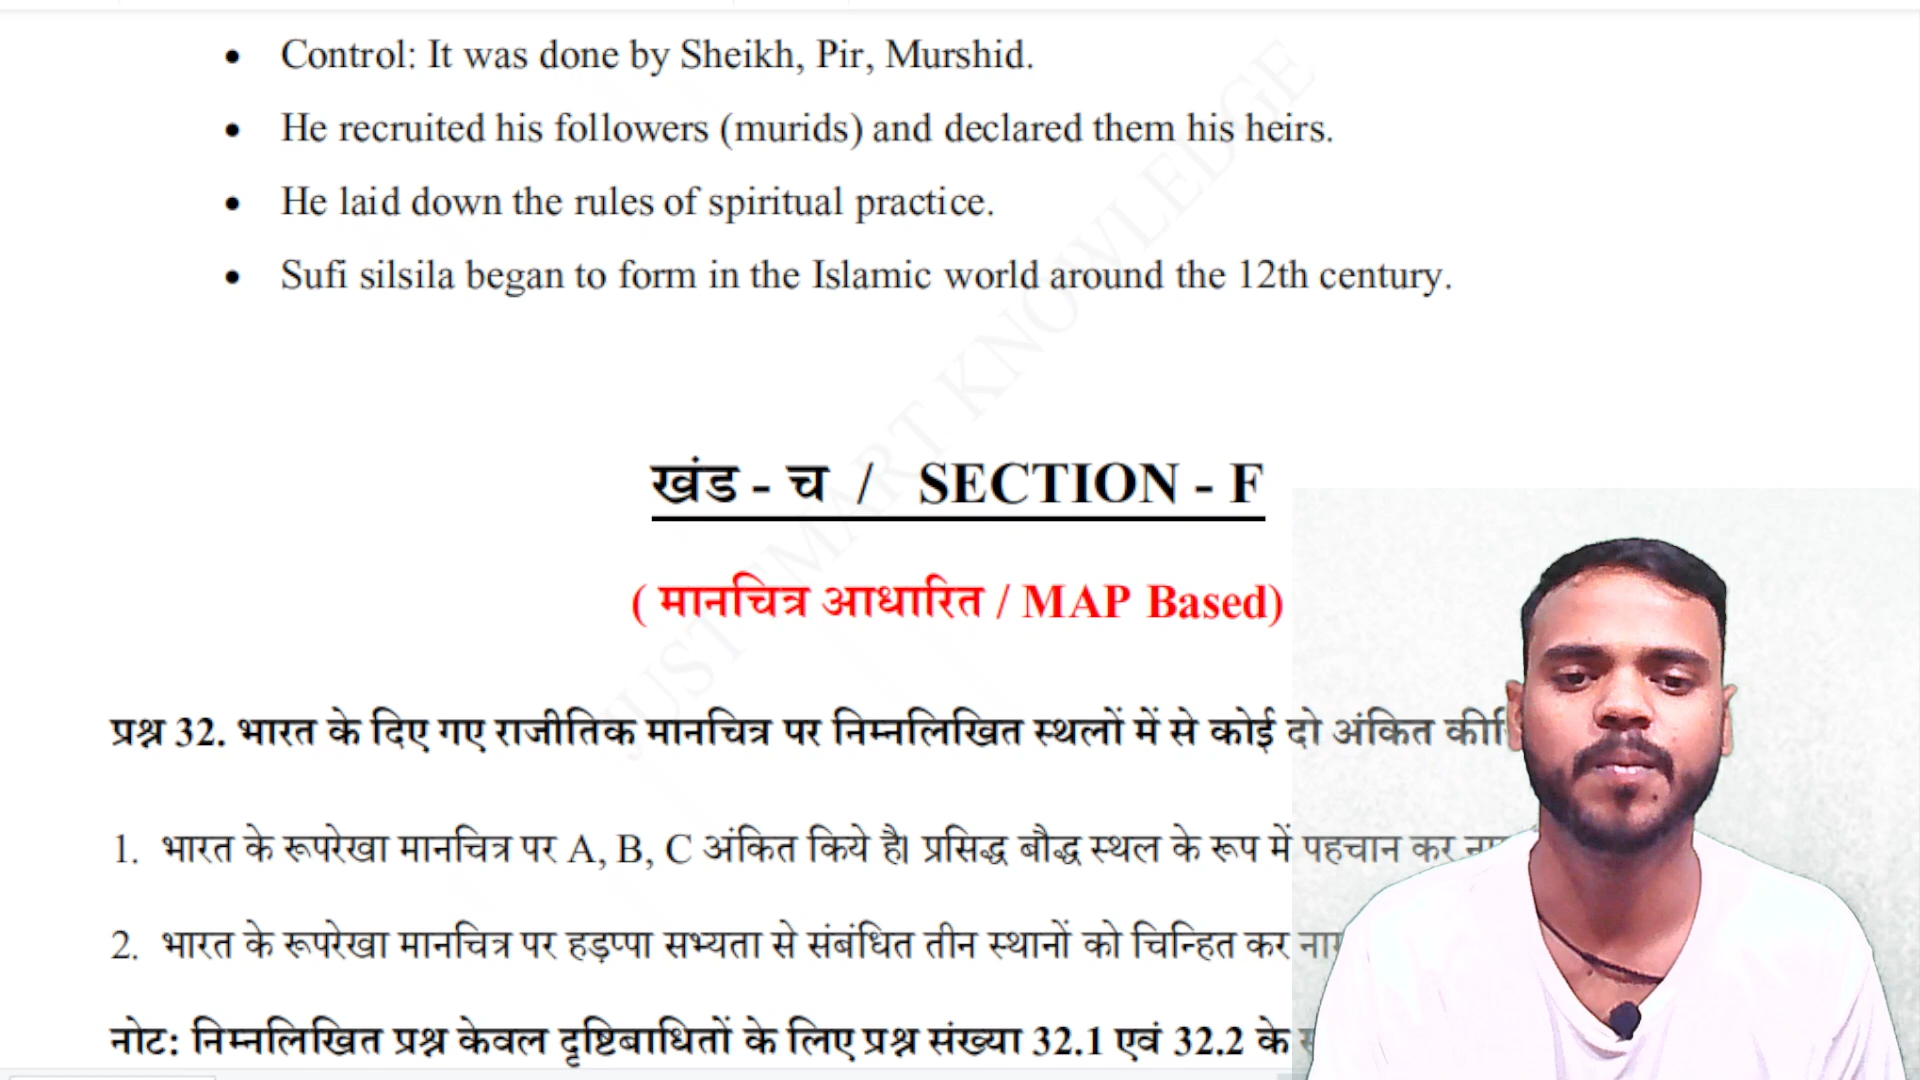 • Control: It was done by Sheikh, Pir, Murshid.
• He recruited his followers (murids) and declared them his heirs.
• He laid down the rules of spiritual practice.
• Sufi silsila began to form in the Islamic world around the 12th century.
JUST SMART KNOWLEDGE
खंड - च / SECTION - F
( मानचित्र आधारित / MAP Based)
प्रश्न 32. भारत के दिए गए राजीतिक मानचित्र पर निम्नलिखित स्थलों में से कोई दो अंकित
1. भारत के रूपरेखा मानचित्र पर A, B, C अंकित किये है। प्रसिद्ध बौद्ध स्थल के रूप में पहचान कर
2. भारत के रूपरेखा मानचित्र पर हड़प्पा सभ्यता से संबंधित तीन स्थानों को चिन्हित कर
नोट: निम्नलिखित प्रश्न केवल दृष्टिबाधितों के लिए प्रश्न संख्या 32.1 एवं 32.2 के